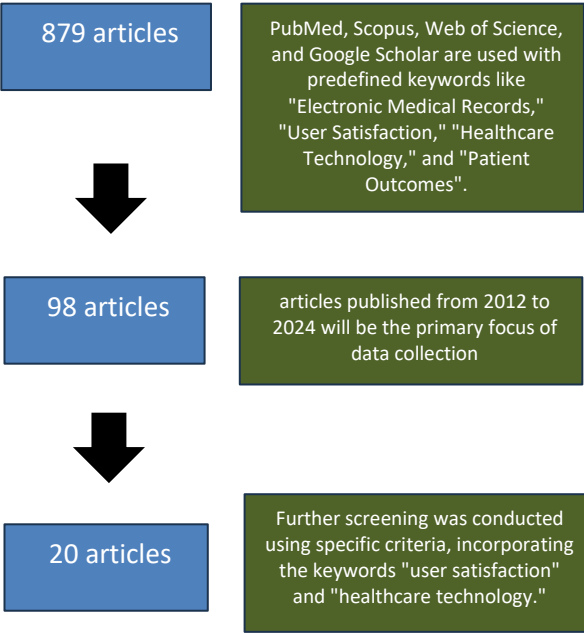 879 articles
PubMed, Scopus, Web of Science,
and Google Scholar are used with
predefined keywords like
"Electronic Medical Records,"
"User Satisfaction," "Healthcare
Technology," and "Patient
Outcomes".
98 articles
articles published from 2012 to
2024 will be the primary focus of
data collection
20 articles
Further screening was conducted
using specific criteria, incorporating
the keywords "user satisfaction"
and "healthcare technology."